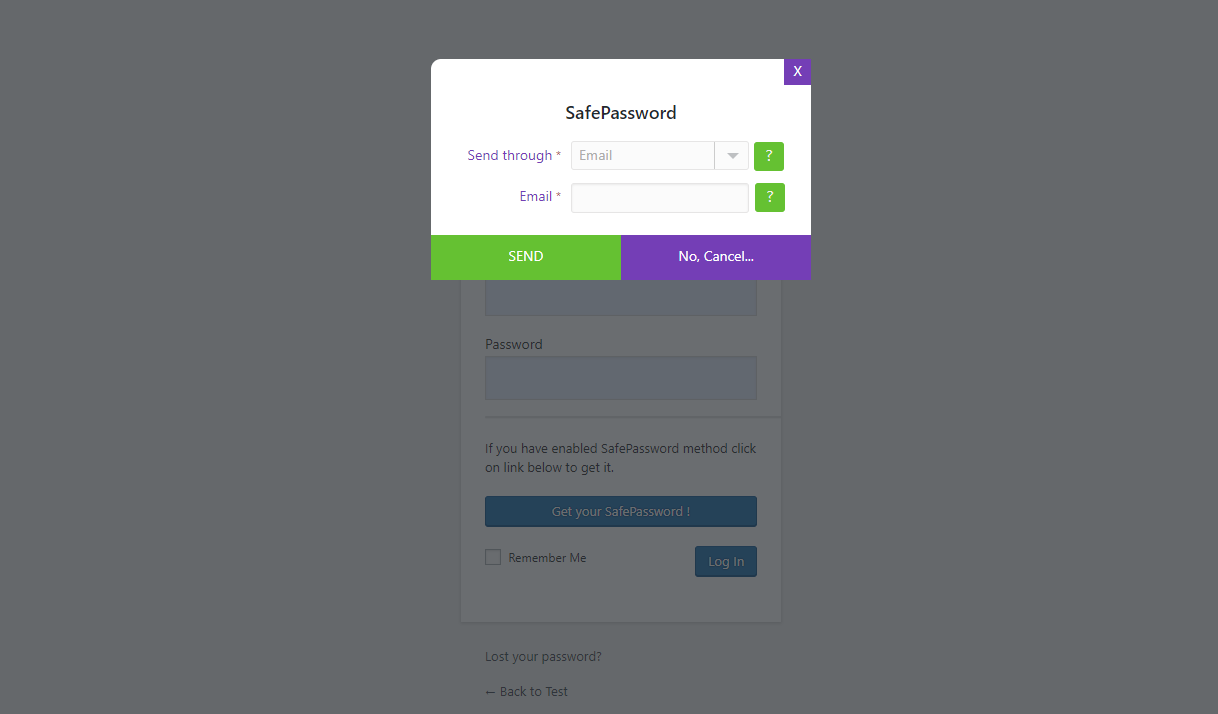 X
SafePassword
Send through * Email ?
Email * ?
SEND No, Cancel...
Password
If you have enabled SafePassword method click
on link below to get it.
Get your SafePassword !
Remember Me Log In
Lost your password?
← Back to Test